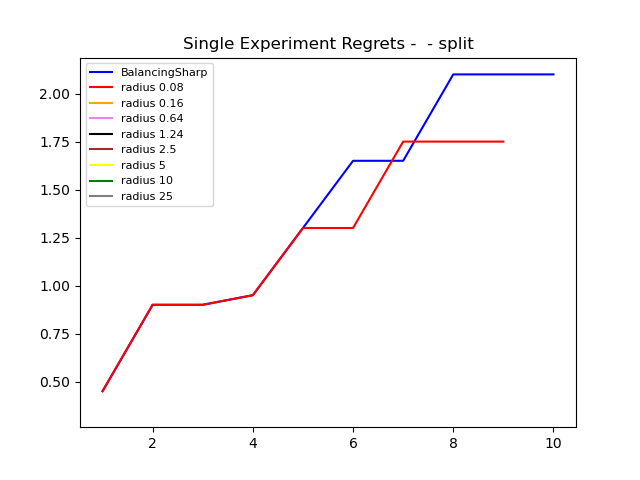 Single Experiment Regrets -  - split
BalancingSharp
radius 0.08
radius 0.16
radius 0.64
radius 1.24
radius 2.5
radius 5
radius 10
radius 25
2.00
1.75
1.50
1.25
1.00
0.75
0.50
2 4 6 8 10